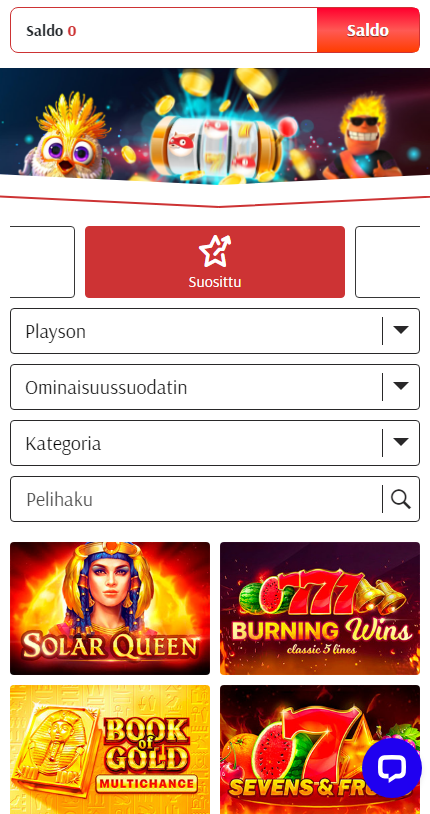 Saldo 0
Saldo
Suosittu
Playson
Ominaisuussuodatin
Kategoria
Pelihaku
SOLAR QUEEN
777
BURNING Wins
classic 5 lines
BOOK
of
GOLD
MULTICHANCE
7
SEVENS & FRU